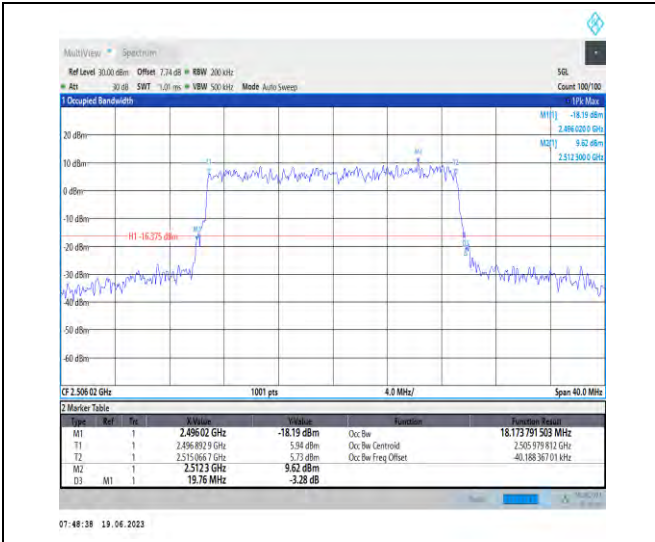 MultiView Spectrum
Ref Level 30.00 dBm Offset 7.74 dB RBW 200 kHz SGL
Att 30 dB SWT 1.01 ms VBW 500 kHz Mode Auto Sweep Count 100/100
1 Occupied Bandwidth 1Pk Max
M1[1] -18.19 dBm
2.496 020 0 GHz
M2[1] 9.62 dBm
2.512 300 0 GHz
20 dBm
M2
T1 T2
10 dBm
0 dBm
-10 dBm
M1
H1 -16.375 dBm
D3
-20 dBm
-30 dBm
-40 dBm
-50 dBm
-60 dBm
CF 2.506 02 GHz 1001 pts 4.0 MHz/ Span 40.0 MHz
2 Marker Table
Type Ref Trc X-Value Y-Value Function Function Result
M1 1 2.496 02 GHz -18.19 dBm Occ Bw 18.173 791 503 MHz
T1 1 2.496 892 9 GHz 5.94 dBm Occ Bw Centroid 2.505 979 812 GHz
T2 1 2.515 066 7 GHz 5.73 dBm Occ Bw Freq Offset -40.188 367 01 kHz
M2 1 2.512 3 GHz 9.62 dBm
D3 M1 1 19.76 MHz -3.28 dB
07:48:38 19.06.2023